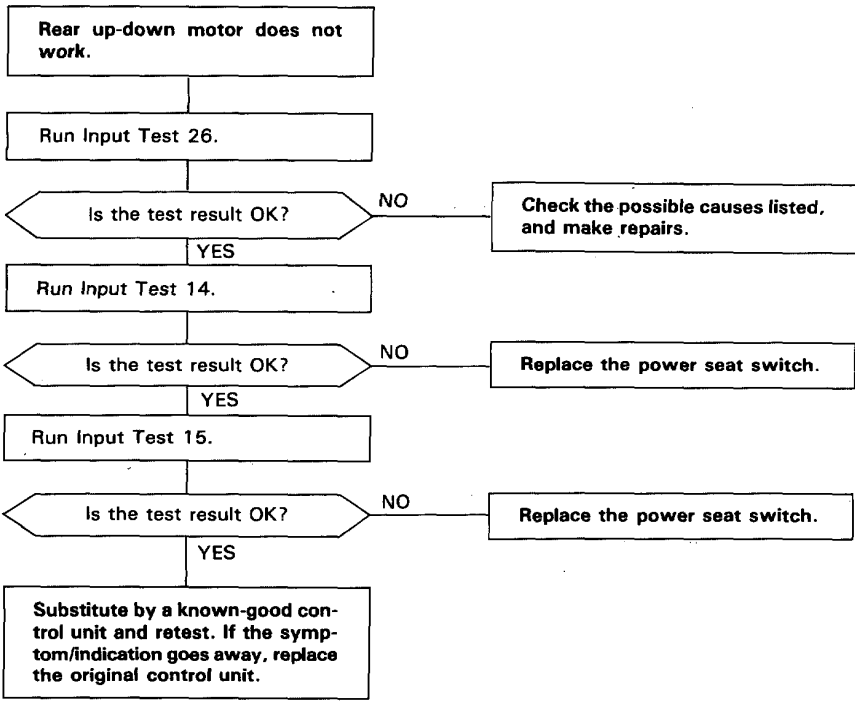 Rear up-down motor does not
work.
Run Input Test 26.
Is the test result OK?
NO
Check the possible causes listed,
and make repairs.
YES
Run Input Test 14.
Is the test result OK?
NO
Replace the power seat switch.
YES
Run Input Test 15.
Is the test result OK?
NO
Replace the power seat switch.
YES
Substitute by a known-good con-
trol unit and retest. If the symp-
tom/indication goes away, replace
the original control unit.